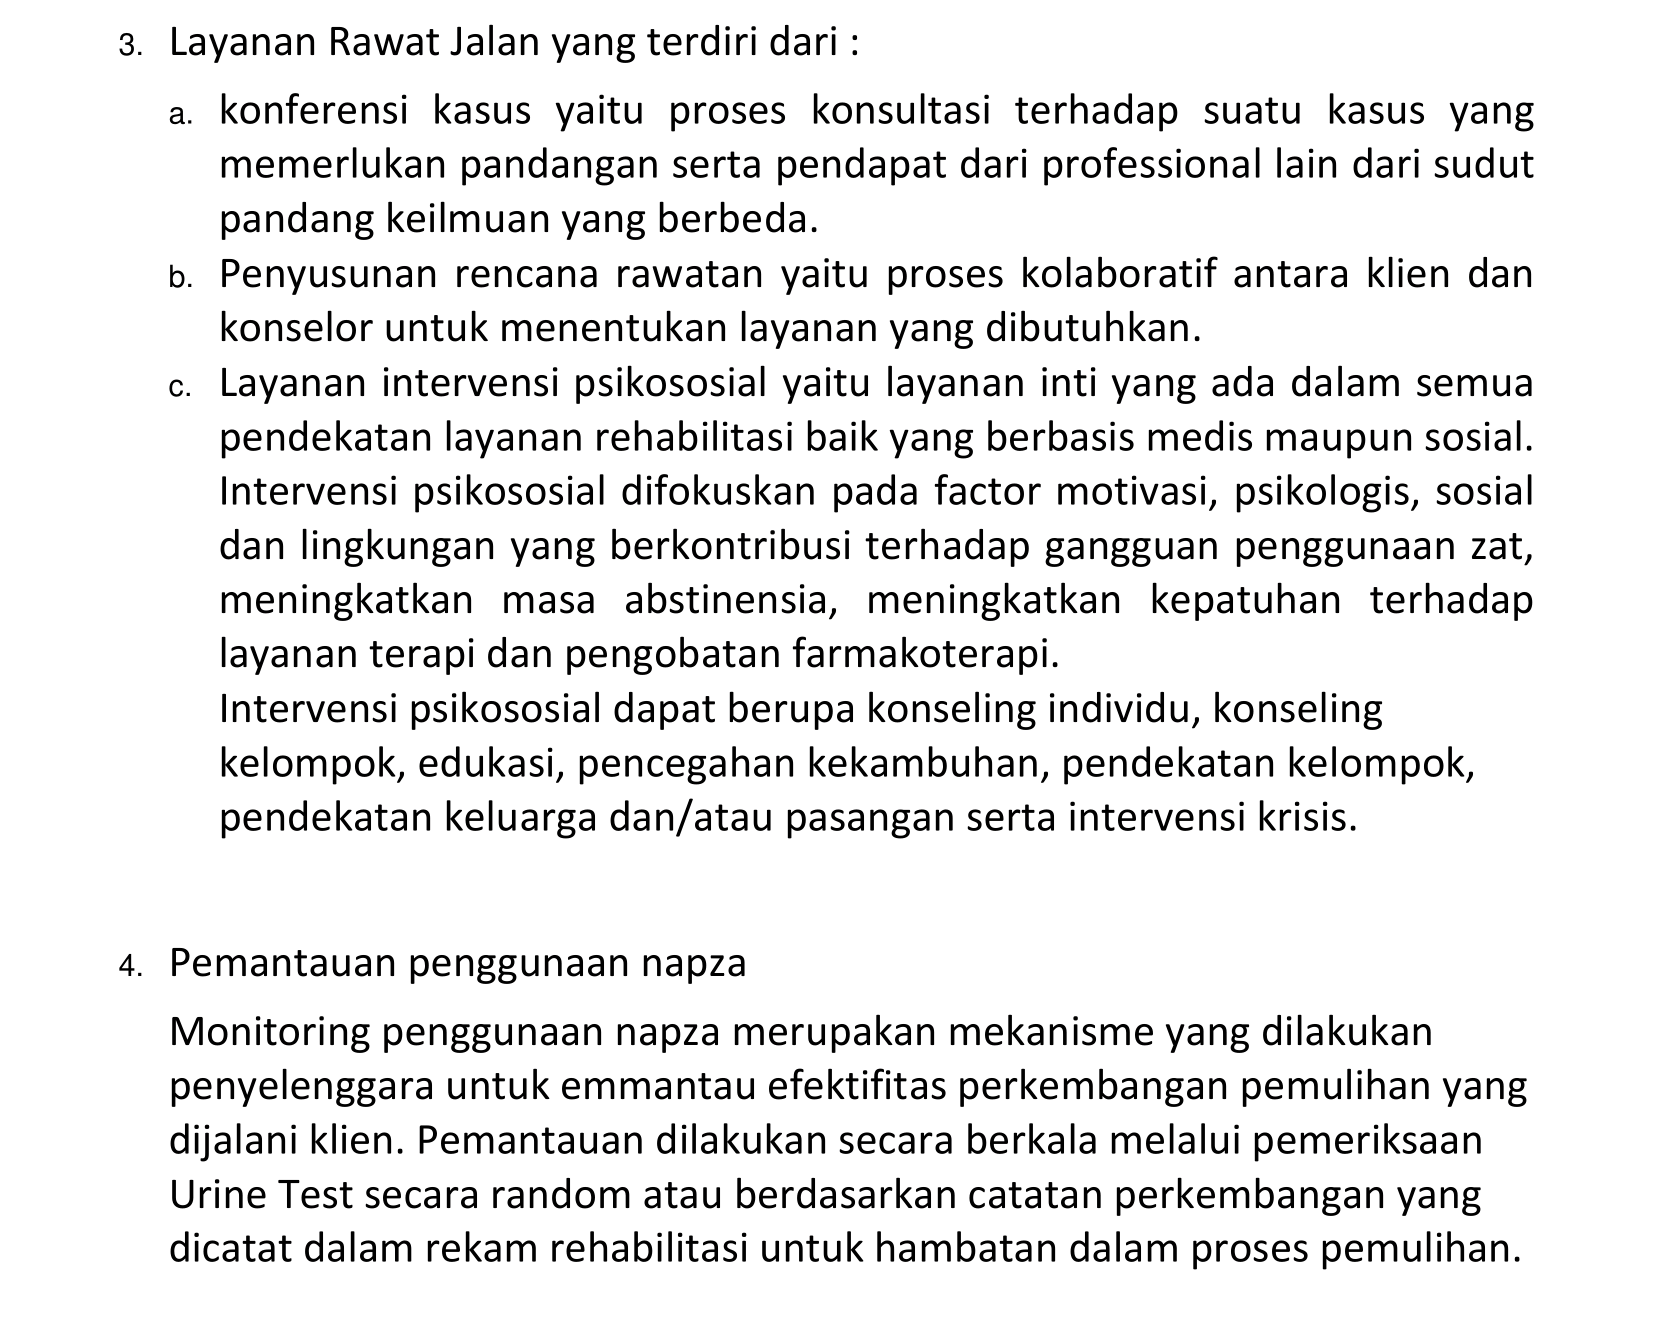 3. Layanan Rawat Jalan yang terdiri dari :
a. konferensi kasus yaitu proses konsultasi terhadap suatu kasus yang
memerlukan pandangan serta pendapat dari professional lain dari sudut
pandang keilmuan yang berbeda.
b. Penyusunan rencana rawatan yaitu proses kolaboratif antara klien dan
konselor untuk menentukan layanan yang dibutuhkan.
c. Layanan intervensi psikososial yaitu layanan inti yang ada dalam semua
pendekatan layanan rehabilitasi baik yang berbasis medis maupun sosial.
Intervensi psikososial difokuskan pada factor motivasi, psikologis, sosial
dan lingkungan yang berkontribusi terhadap gangguan penggunaan zat,
meningkatkan masa abstinensia, meningkatkan kepatuhan terhadap
layanan terapi dan pengobatan farmakoterapi.
Intervensi psikososial dapat berupa konseling individu, konseling
kelompok, edukasi, pencegahan kekambuhan, pendekatan kelompok,
pendekatan keluarga dan/atau pasangan serta intervensi krisis.
4. Pemantauan penggunaan napza
Monitoring penggunaan napza merupakan mekanisme yang dilakukan
penyelenggara untuk emmantau efektifitas perkembangan pemulihan yang
dijalani klien. Pemantauan dilakukan secara berkala melalui pemeriksaan
Urine Test secara random atau berdasarkan catatan perkembangan yang
dicatat dalam rekam rehabilitasi untuk hambatan dalam proses pemulihan.